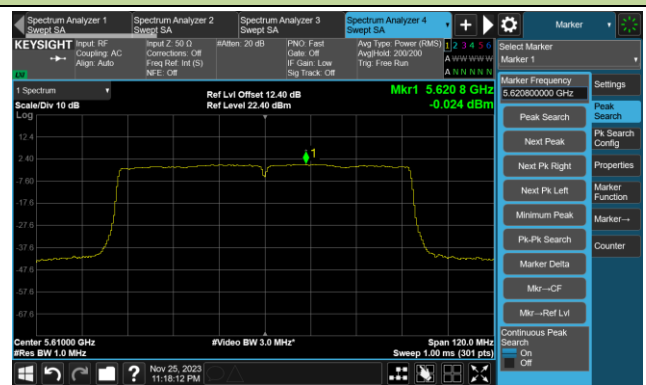 Spectrum Analyzer 1
Swept SA
Spectrum Analyzer 2
Swept SA
Spectrum Analyzer 3
Swept SA
Spectrum Analyzer 4
Swept SA
Marker
KEYSIGHT
LW
Input: RF
Coupling: AC
Align: Auto
Input Z: 50 Ω
Corrections: Off
Freq Ref: Int (S)
NFE: Off
#Atten: 20 dB
PNO: Fast
Gate: Off
IF Gain: Low
Sig Track: Off
Avg Type: Power (RMS)
Avg|Hold: 200/200
Trig: Free Run
1 2 3 4 5 6
A W W W W W
A N N N N N
1 Spectrum
Scale/Div 10 dB
Log
Ref Lvl Offset 12.40 dB
Ref Level 22.40 dBm
Mkr1 5.620 8 GHz
-0.024 dBm
12.4
2.40
-7.60
-17.6
-27.6
-37.6
-47.6
-57.6
-67.6
1
Center 5.61000 GHz
#Res BW 1.0 MHz
#Video BW 3.0 MHz*
Span 120.0 MHz
Sweep 1.00 ms (301 pts)
Nov 25, 2023
11:18:12 PM
Select Marker
Marker 1
Marker Frequency
5.620800000 GHz
Peak Search
Next Peak
Next Pk Right
Next Pk Left
Minimum Peak
Pk-Pk Search
Marker Delta
Mkr→CF
Mkr→Ref Lvl
Continuous Peak
Search
On
Off
Settings
Peak
Search
Pk Search
Config
Properties
Marker
Function
Marker→
Counter